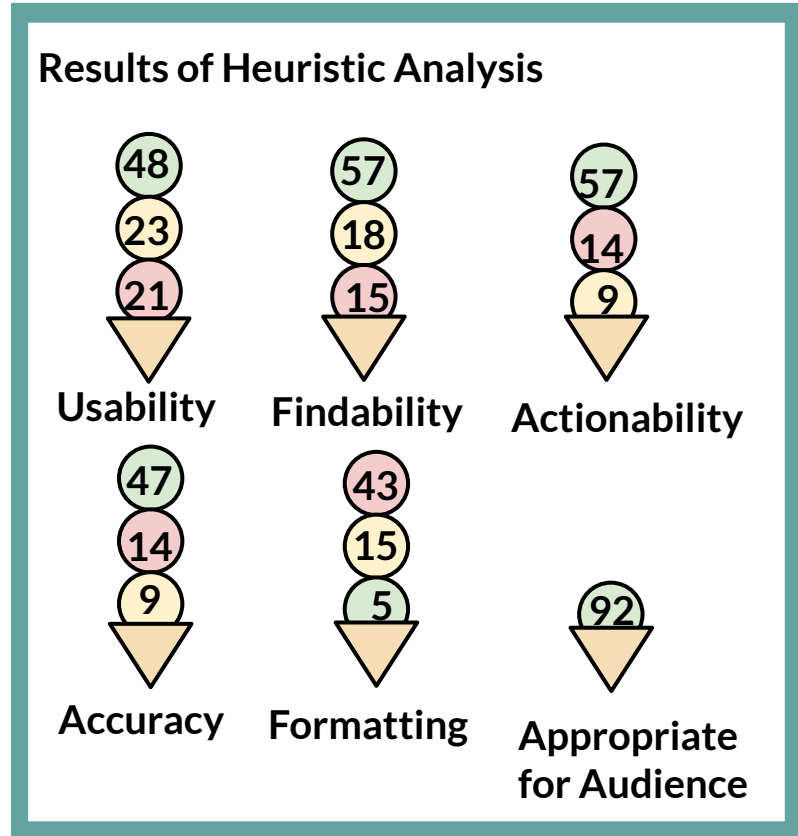 Results of Heuristic Analysis
48
23
21
Usability
57
18
15
Findability
57
14
9
Actionability
47
14
9
Accuracy
43
15
5
Formatting
92
Appropriate
for Audience